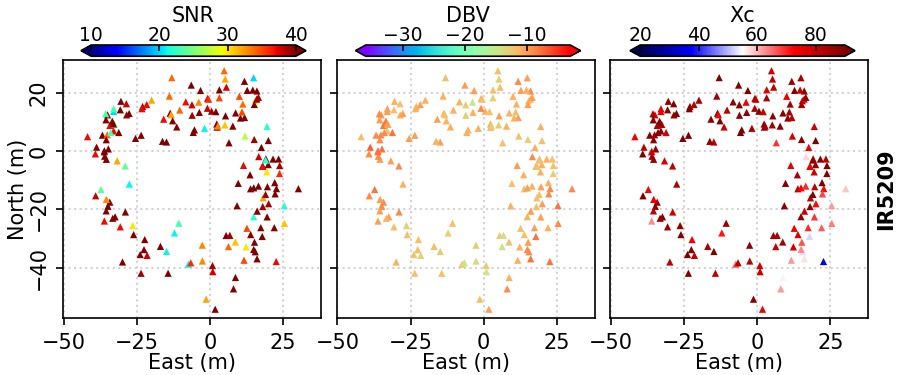 SNR DBV Xc
10 20 30 40 −30 −20 −10 20 40 60 80
20
0
−20
−40
North (m)
−50 −25 0 25 −50 −25 0 25 −50 −25 0 25
East (m) East (m) East (m)
IR5209